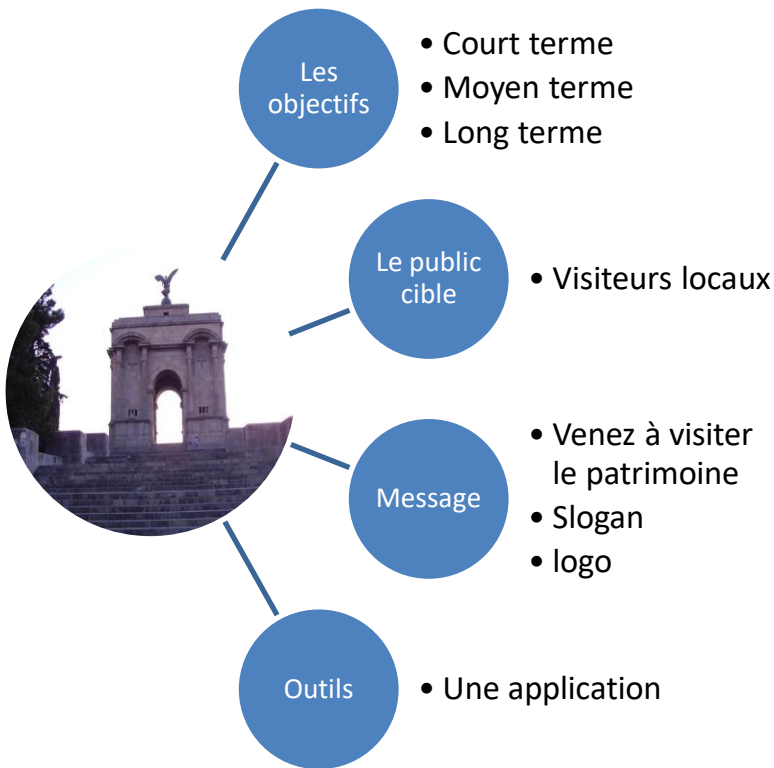 Les
objectifs
• Court terme
• Moyen terme
• Long terme
Le public
cible
• Visiteurs locaux
Message
• Venez à visiter
le patrimoine
• Slogan
• logo
Outils
• Une application